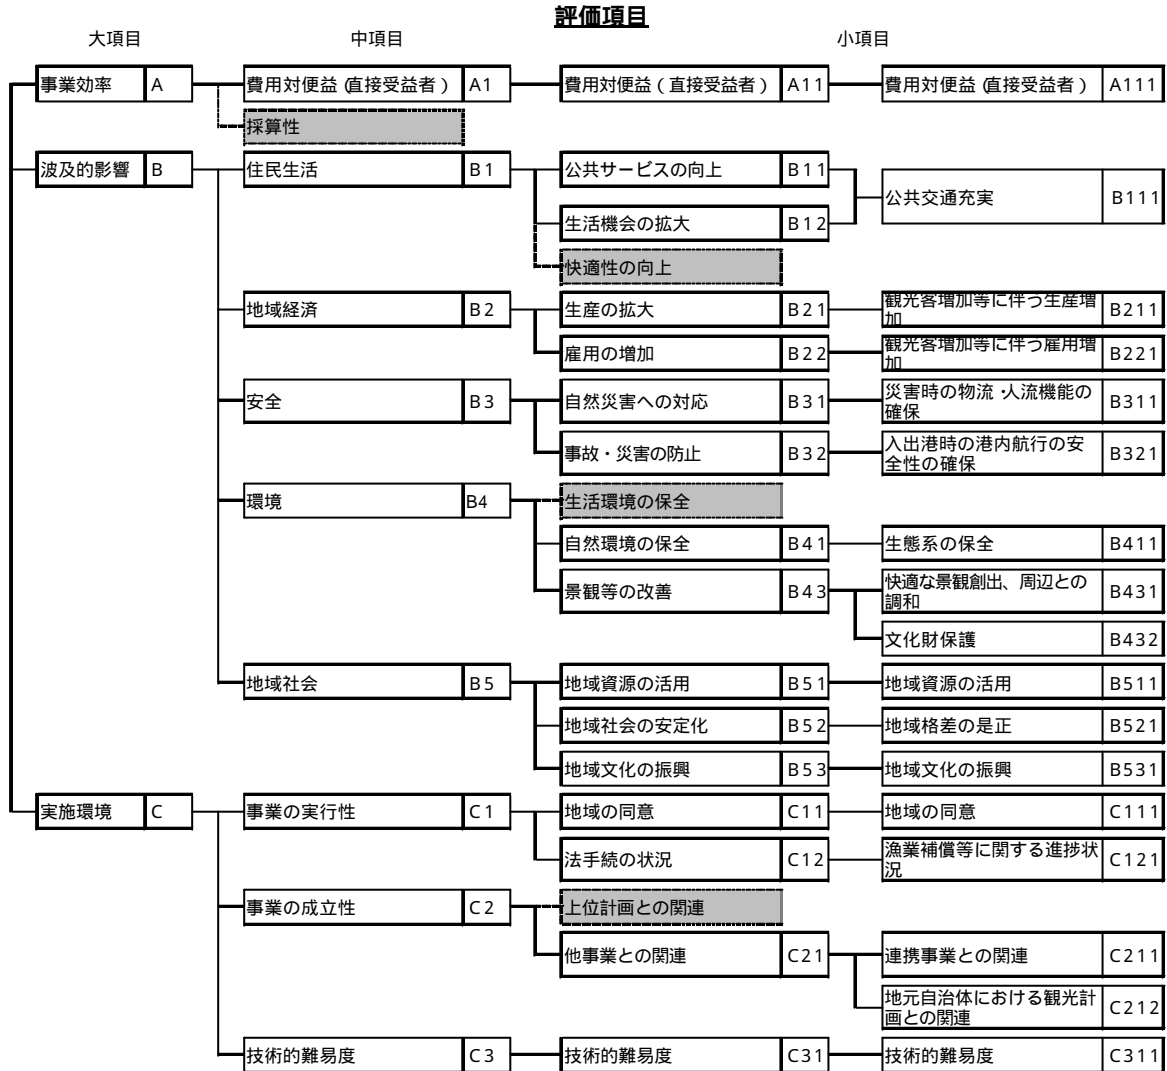 評価項目
大項目 中項目 小項目
事業効率 A 費用対便益(直接受益者) A1 費用対便益(直接受益者) A11 費用対便益(直接受益者) A111
採算性
波及的影響 B 住民生活 B1 公共サービスの向上 B11
公共交通充実 B111
生活機会の拡大 B12
快適性の向上
地域経済 B2 生産の拡大 B21 観光客増加等に伴う生産増
加 B211
雇用の増加 B22 観光客増加等に伴う雇用増
加 B221
安全 B3 自然災害への対応 B31 災害時の物流・人流機能の
確保 B311
事故・災害の防止 B32 入出港時の港内航行の安
全性の確保 B321
環境 B4 生活環境の保全
自然環境の保全 B41 生態系の保全 B411
景観等の改善 B43 快適な景観創出、周辺との
調和 B431
文化財保護 B432
地域社会 B5 地域資源の活用 B51 地域資源の活用 B511
地域社会の安定化 B52 地域格差の是正 B521
地域文化の振興 B53 地域文化の振興 B531
実施環境 C 事業の実行性 C1 地域の同意 C11 地域の同意 C111
法手続の状況 C12 漁業補償等に関する進捗状
況 C121
事業の成立性 C2 上位計画との関連
他事業との関連 C21 連携事業との関連 C211
地元自治体における観光計
画との関連 C212
技術的難易度 C3 技術的難易度 C31 技術的難易度 C311